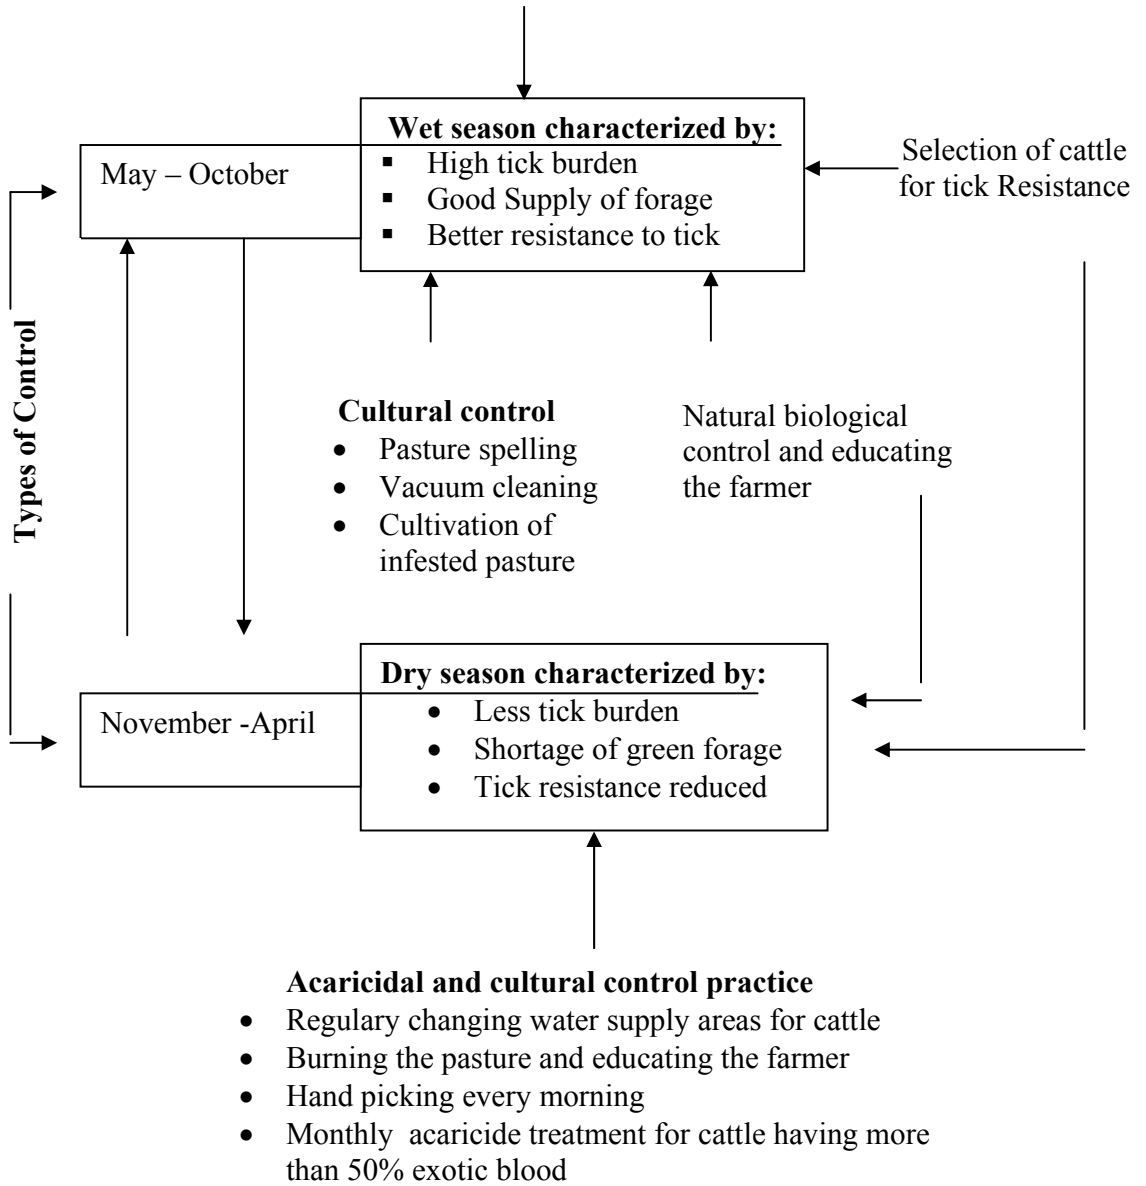 Wet season characterized by:
▪ High tick burden
▪ Good Supply of forage
▪ Better resistance to tick
May – October
Selection of cattle
for tick Resistance
Types of Control
Cultural control
• Pasture spelling
• Vacuum cleaning
• Cultivation of
infested pasture
Natural biological
control and educating
the farmer
Dry season characterized by:
• Less tick burden
• Shortage of green forage
• Tick resistance reduced
November -April
Acaricidal and cultural control practice
• Regulary changing water supply areas for cattle
• Burning the pasture and educating the farmer
• Hand picking every morning
• Monthly acaricide treatment for cattle having more
than 50% exotic blood